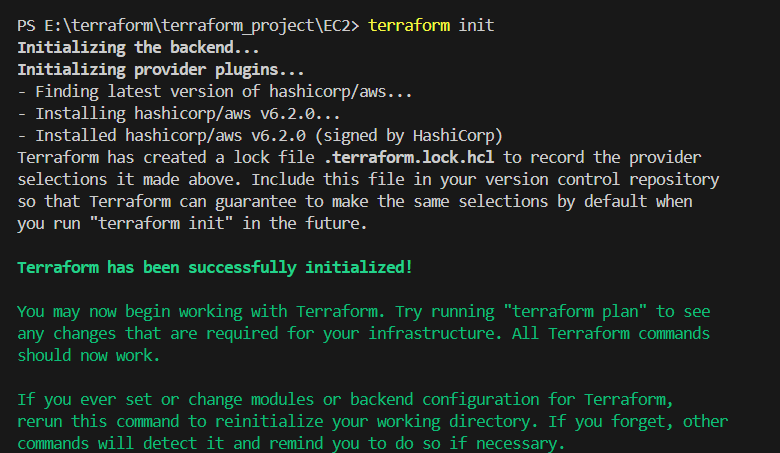 PS E:\terraform\terraform_project\EC2> terraform init
Initializing the backend...
Initializing provider plugins...
- Finding latest version of hashicorp/aws...
- Installing hashicorp/aws v6.2.0...
- Installed hashicorp/aws v6.2.0 (signed by HashiCorp)
Terraform has created a lock file .terraform.lock.hcl to record the provider
selections it made above. Include this file in your version control repository
so that Terraform can guarantee to make the same selections by default when
you run "terraform init" in the future.
Terraform has been successfully initialized!
You may now begin working with Terraform. Try running "terraform plan" to see
any changes that are required for your infrastructure. All Terraform commands
should now work.
If you ever set or change modules or backend configuration for Terraform,
rerun this command to reinitialize your working directory. If you forget, other
commands will detect it and remind you to do so if necessary.